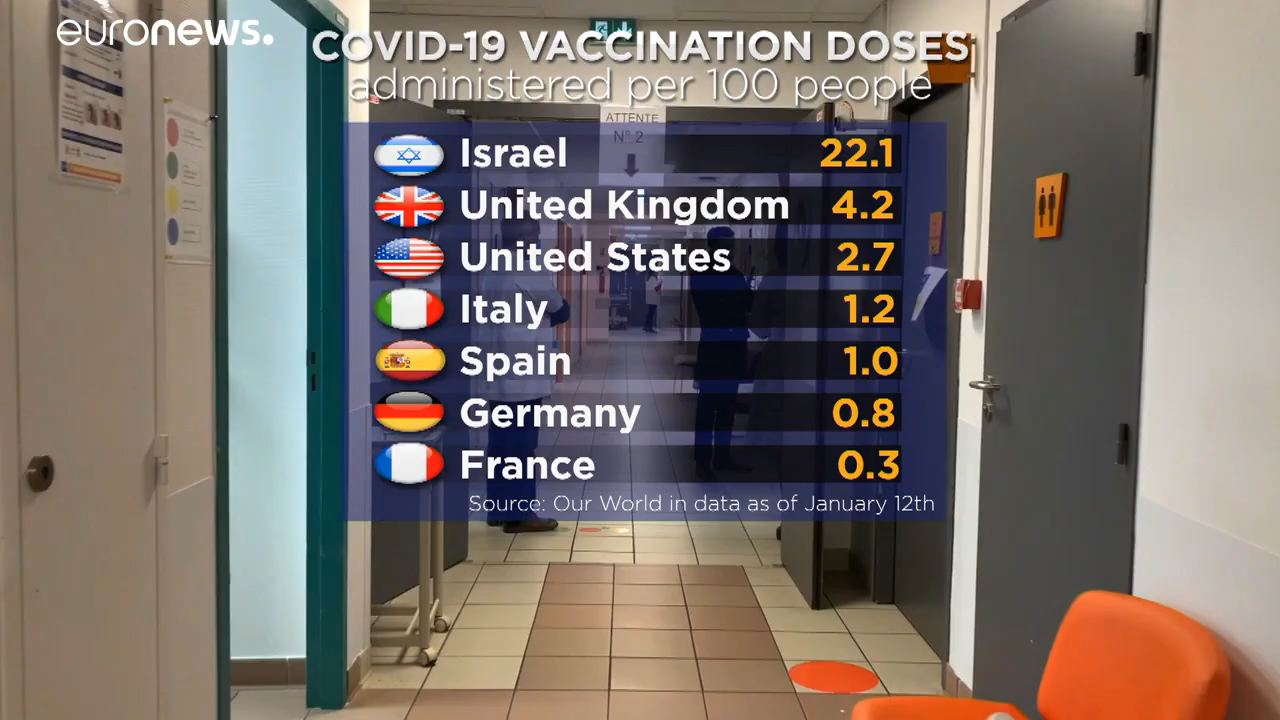 euronews.
COVID-19 VACCINATION DOSES
administered per 100 people
ATTENTE
N° 2
Israel 22.1
United Kingdom 4.2
United States 2.7
Italy 1.2
Spain 1.0
Germany 0.8
France 0.3
Source: Our World in data as of January 12th